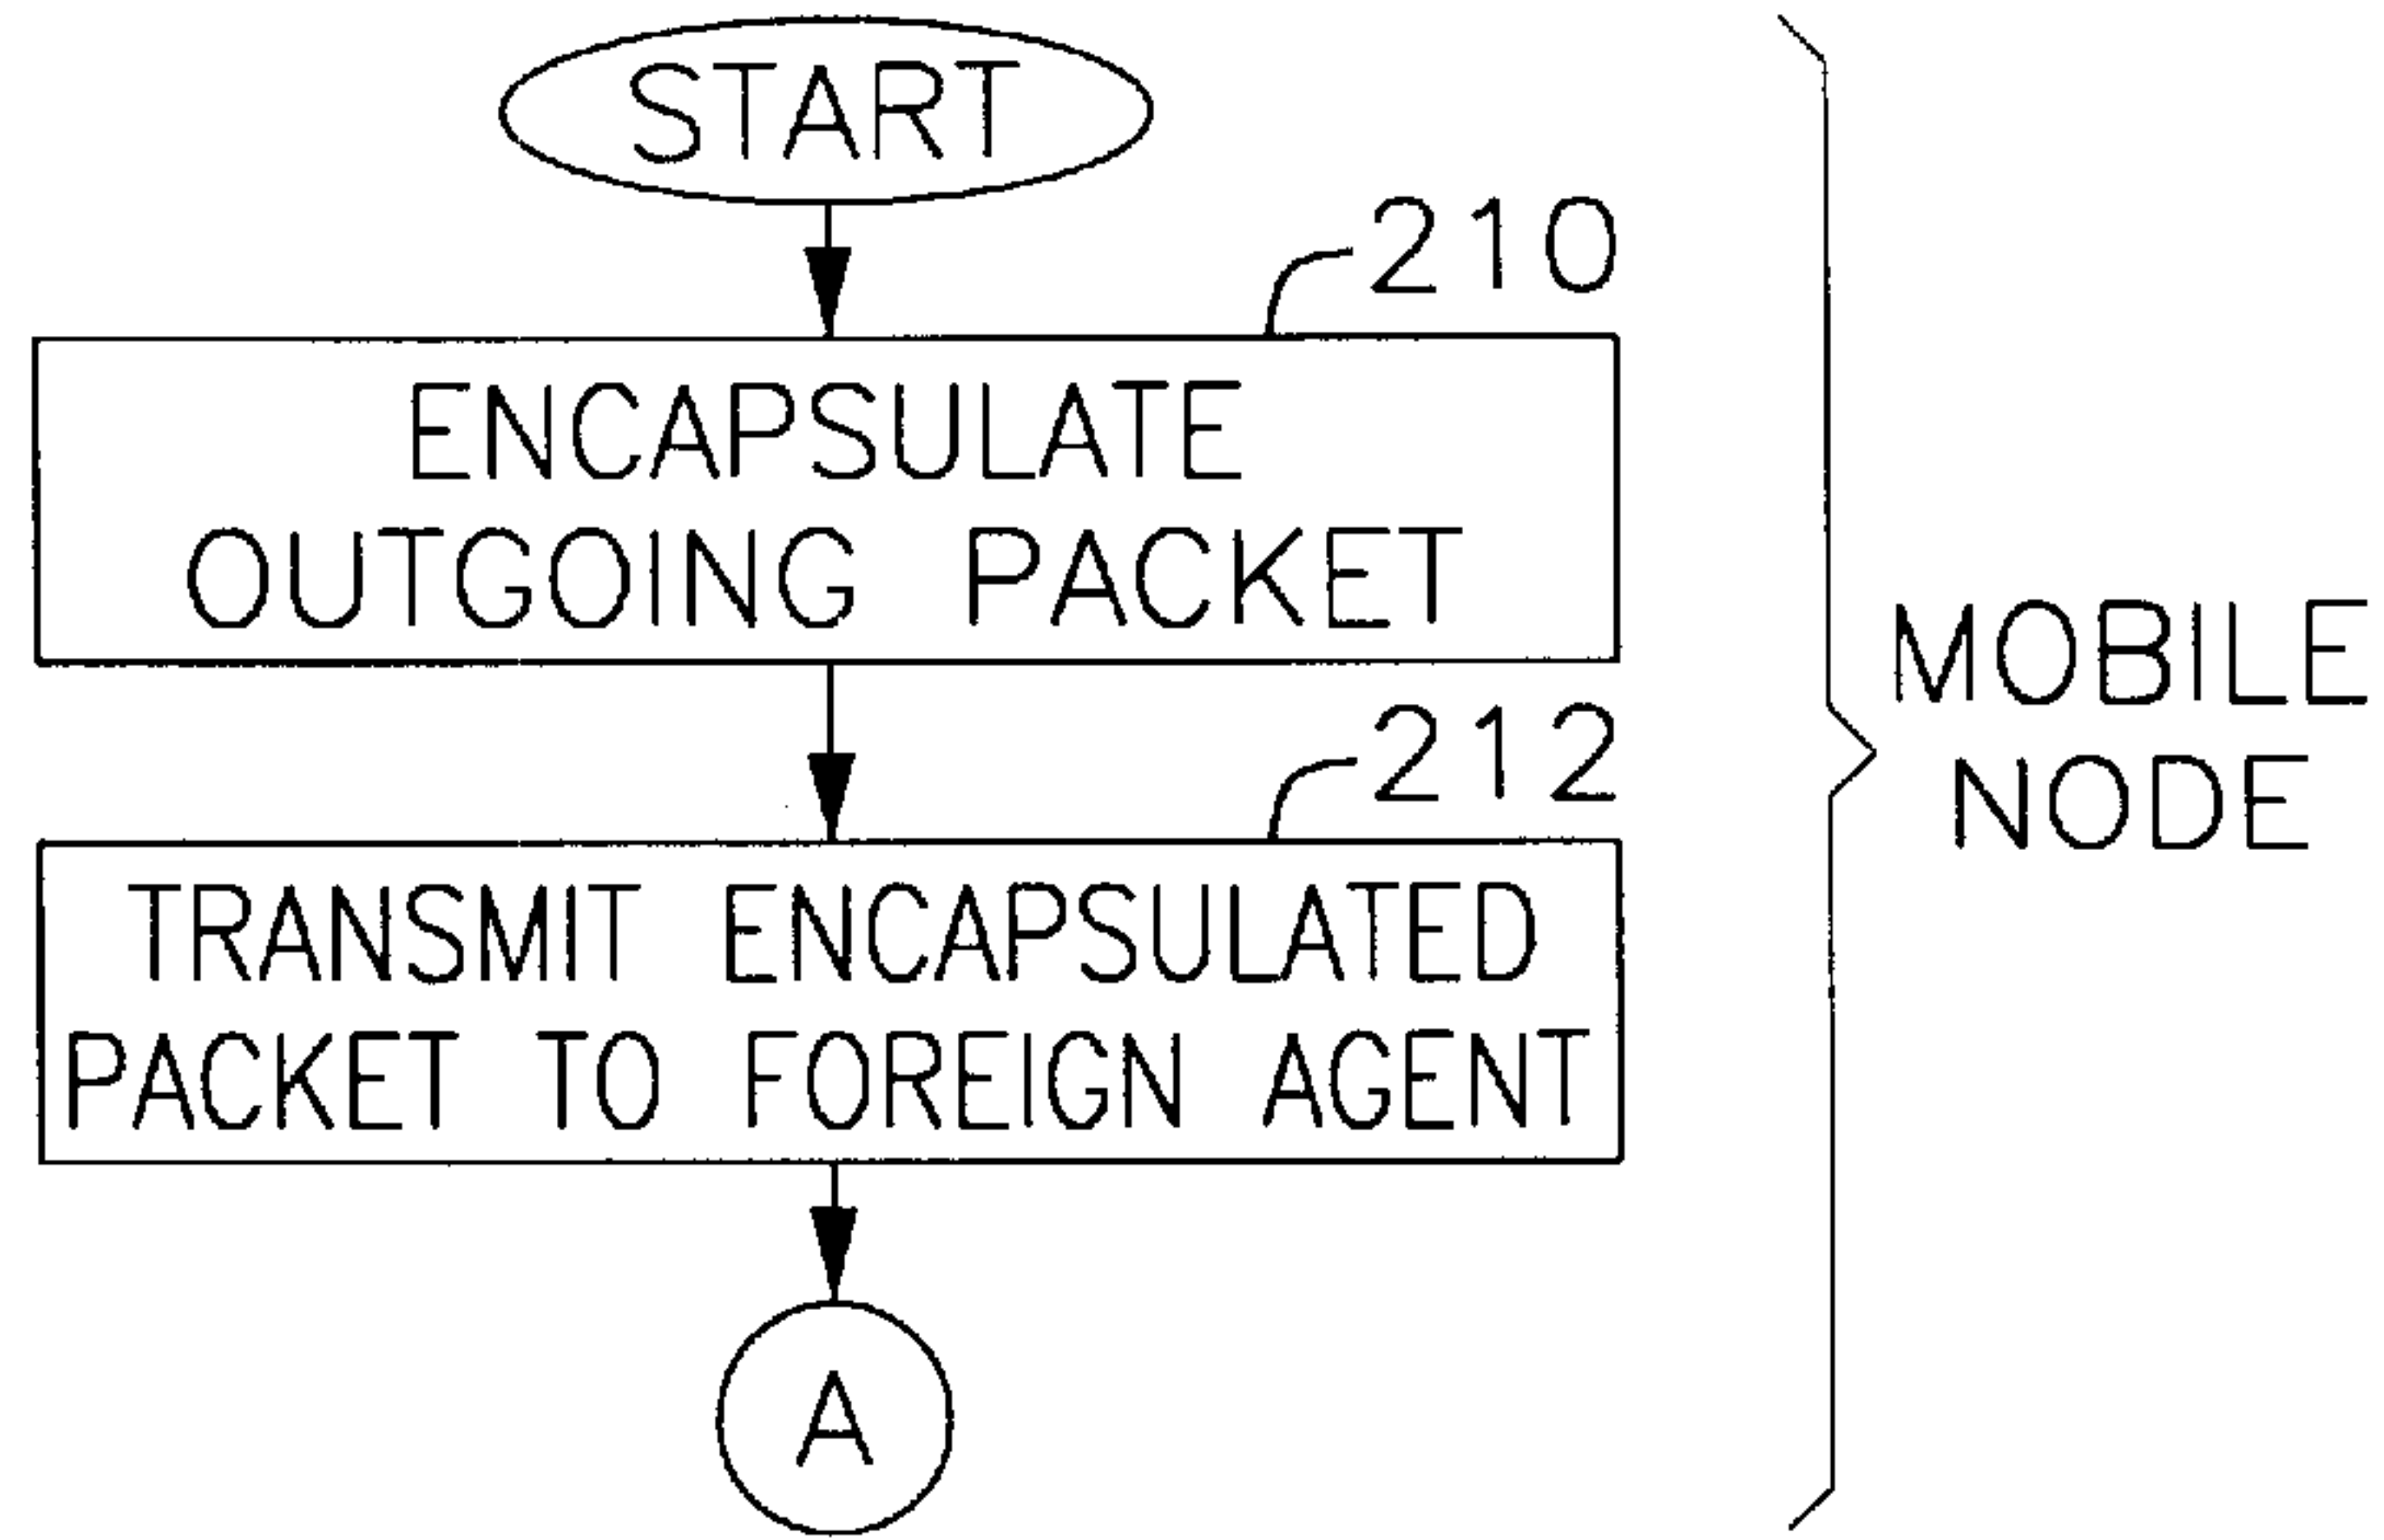 START
210
ENCAPSULATE
OUTGOING PACKET
212
TRANSMIT ENCAPSULATED
PACKET TO FOREIGN AGENT
A
MOBILE
NODE